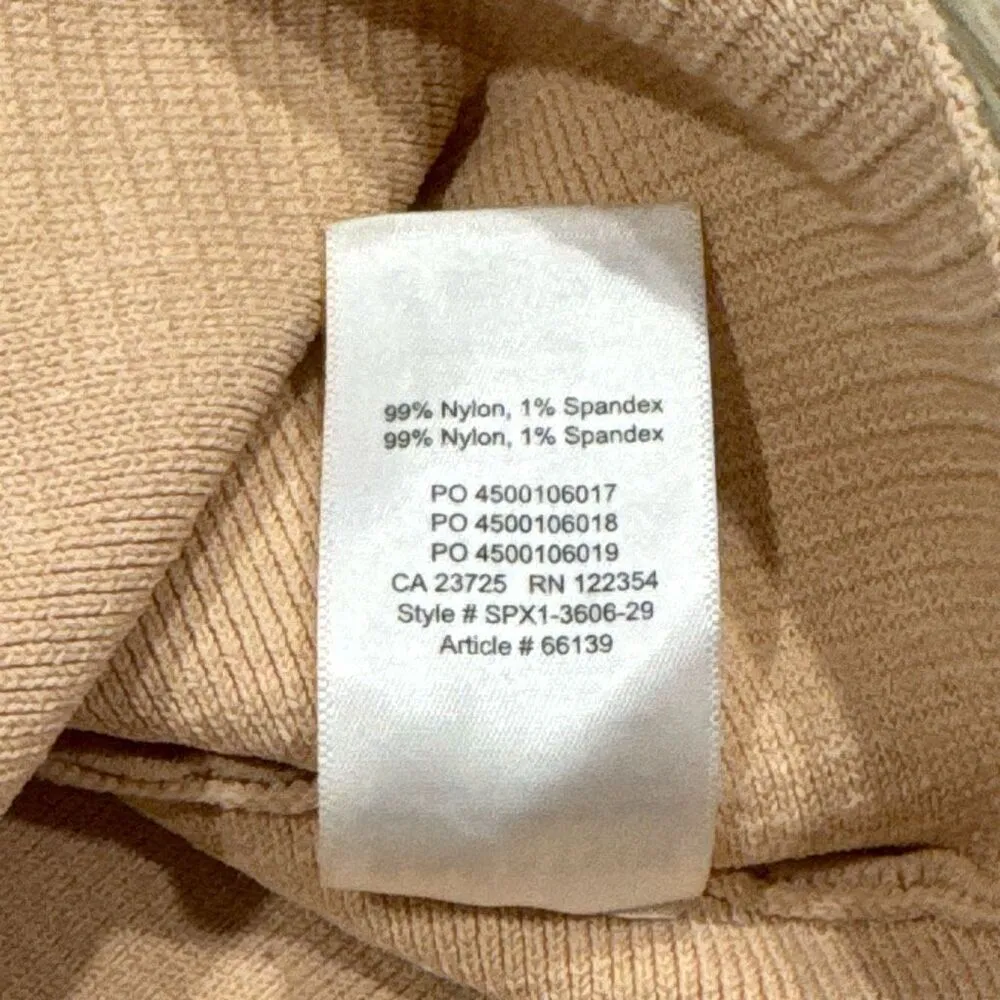 99% Nylon, 1% Spandex
99% Nylon, 1% Spandex
PO 4500106017
PO 4500106018
PO 4500106019
CA 23725 RN 122354
Style # SPX1-3606-29
Article # 66139